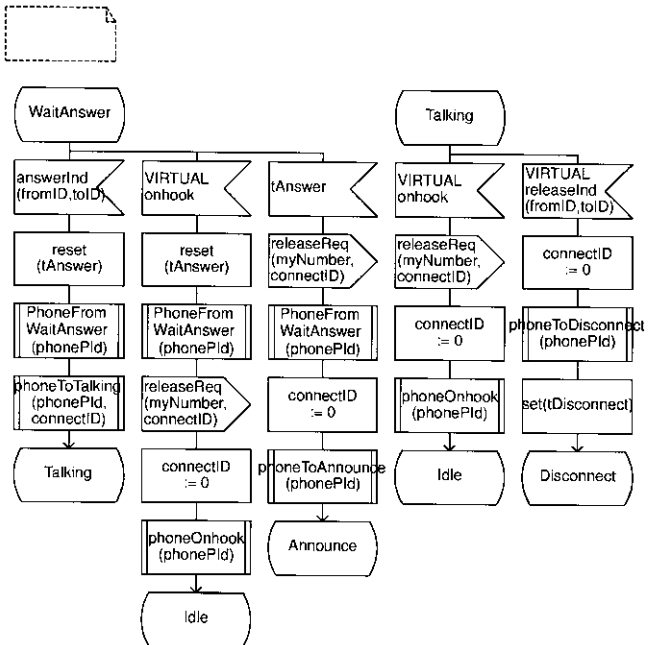 WaitAnswer
answerInd
(fromID,toID)
reset
(tAnswer)
PhoneFrom
WaitAnswer
(phonePId)
phoneToTalking
(phonePId,
connectID)
Talking
VIRTUAL
onhook
reset
(tAnswer)
PhoneFrom
WaitAnswer
(phonePId)
releaseReq
(myNumber,
connectID)
connectID
:= 0
phoneOnhook
(phonePId)
Idle
tAnswer
releaseReq
(myNumber,
connectID)
PhoneFrom
WaitAnswer
(phonePId)
connectID
:= 0
phoneToAnnounce
(phonePId)
Announce
Talking
VIRTUAL
onhook
releaseReq
(myNumber,
connectID)
connectID
:= 0
phoneOnhook
(phonePId)
Idle
VIRTUAL
releaseInd
(fromID,toID)
connectID
:= 0
phoneToDisconnect
(phonePId)
set(tDisconnect)
Disconnect